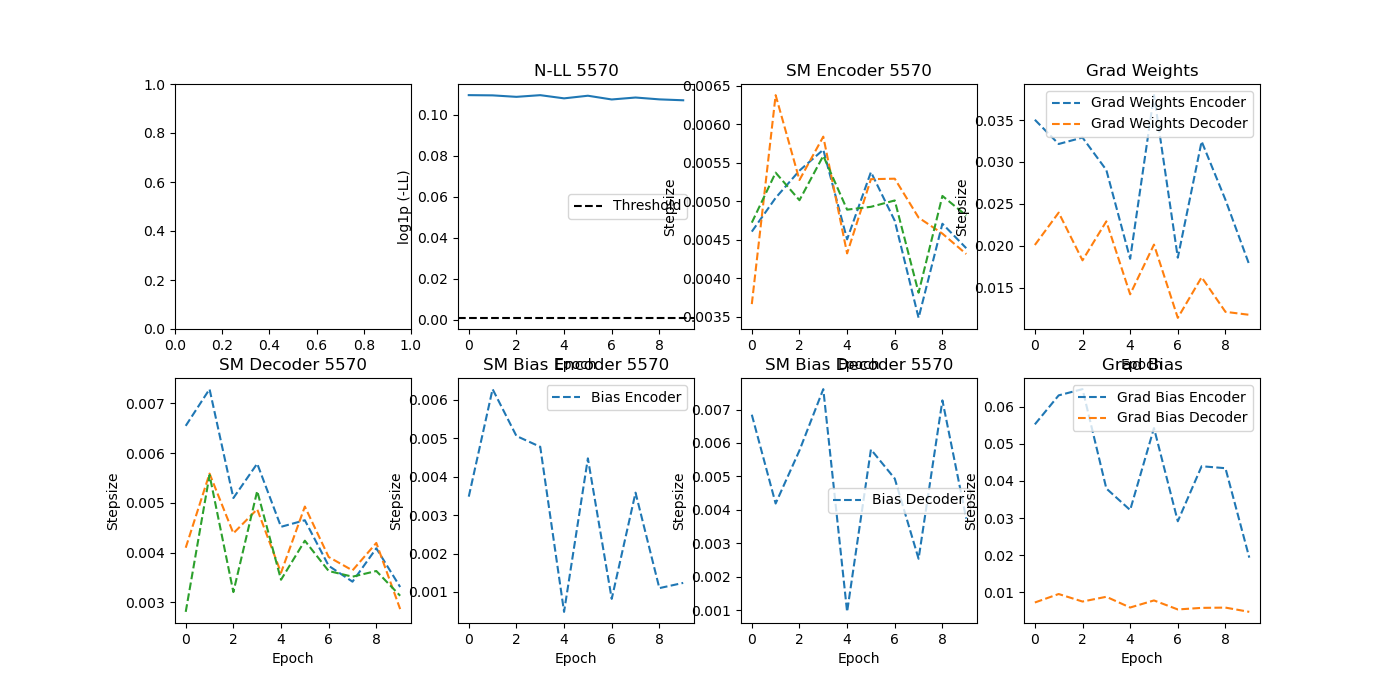 N-LL 5570
SM Encoder 5570
Grad Weights
1.0
0.8
0.6
0.4
0.2
0.0
0.0 0.2 0.4 0.6 0.8 1.0
log1p (-LL)
0.10
0.08
0.06
0.04
0.02
0.00
Threshold
0 2 4 6 8
Epoch
Stepsize
0.0065
0.0060
0.0055
0.0050
0.0045
0.0040
0.0035
0 2 4 6 8
Epoch
Stepsize
0.035
0.030
0.025
0.020
0.015
Grad Weights Encoder
Grad Weights Decoder
0 2 4 6 8
Epoch
SM Decoder 5570
SM Bias Encoder 5570
SM Bias Decoder 5570
Grad Bias
Stepsize
0.007
0.006
0.005
0.004
0.003
0 2 4 6 8
Epoch
Stepsize
0.006
0.005
0.004
0.003
0.002
0.001
Bias Encoder
0 2 4 6 8
Epoch
Stepsize
0.007
0.006
0.005
0.004
0.003
0.002
0.001
Bias Decoder
0 2 4 6 8
Epoch
Stepsize
0.06
0.05
0.04
0.03
0.02
0.01
Grad Bias Encoder
Grad Bias Decoder
0 2 4 6 8
Epoch